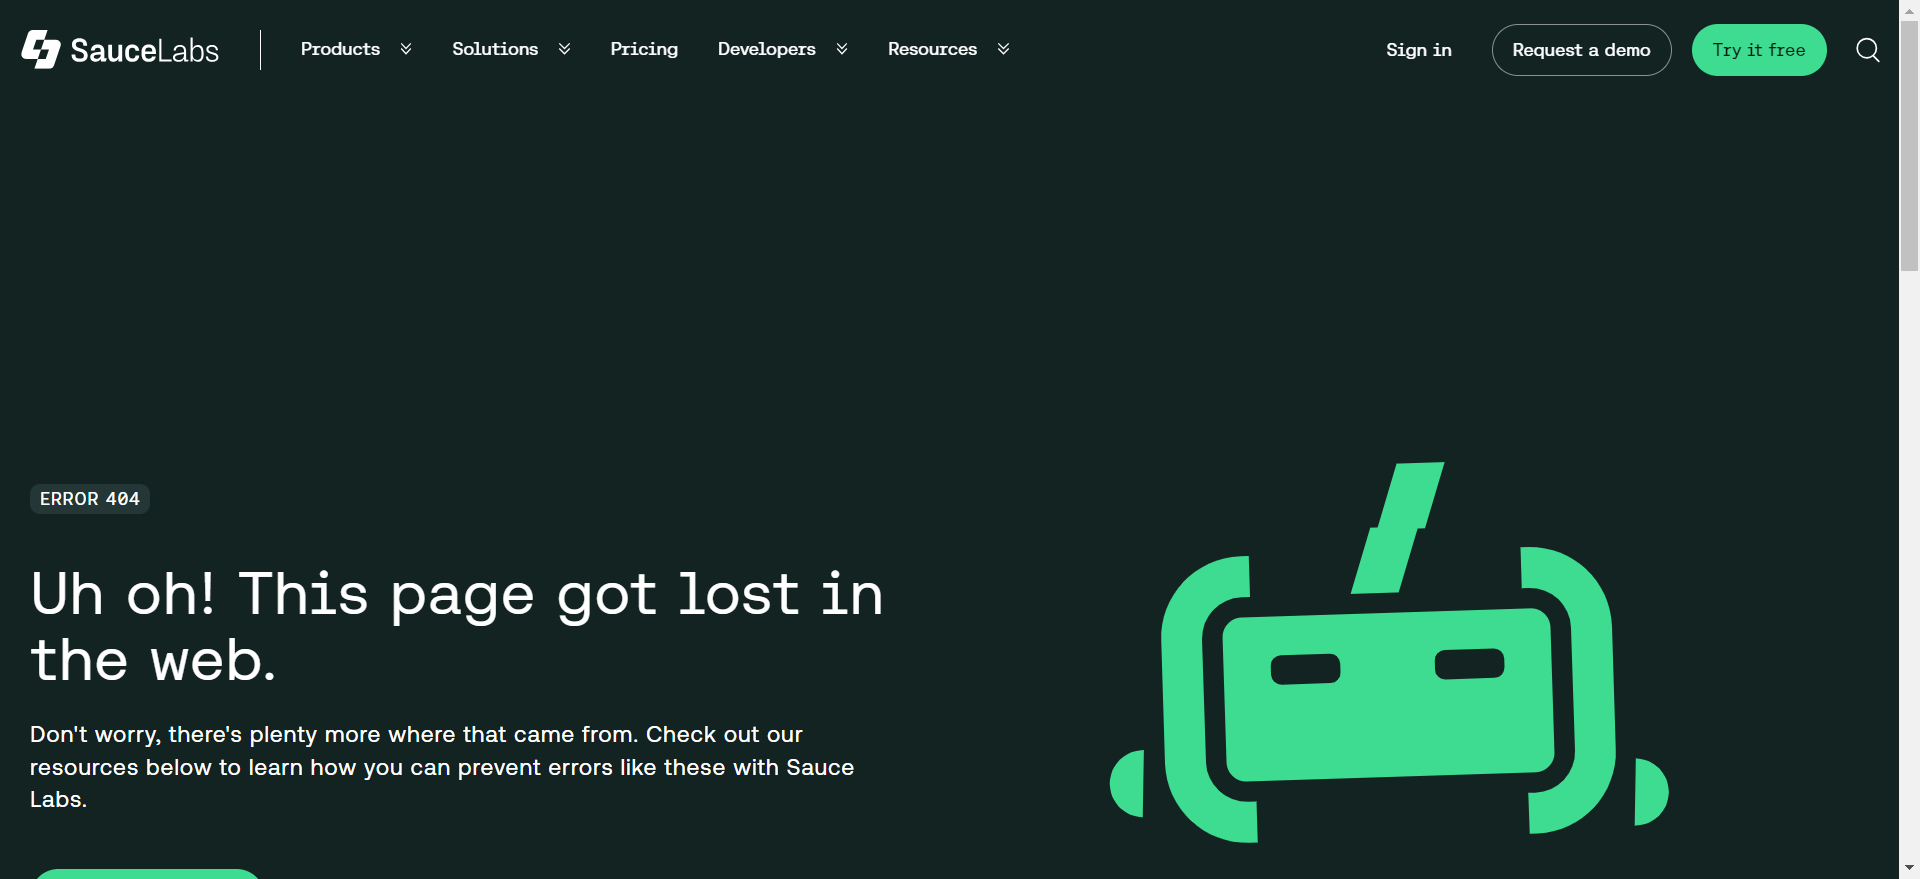 SauceLabs
Products
Solutions
Pricing
Developers
Resources
Sign in
Request a demo
Try it free
ERROR 404
Uh oh! This page got lost in
the web.
Don't worry, there's plenty more where that came from. Check out our
resources below to learn how you can prevent errors like these with Sauce
Labs.